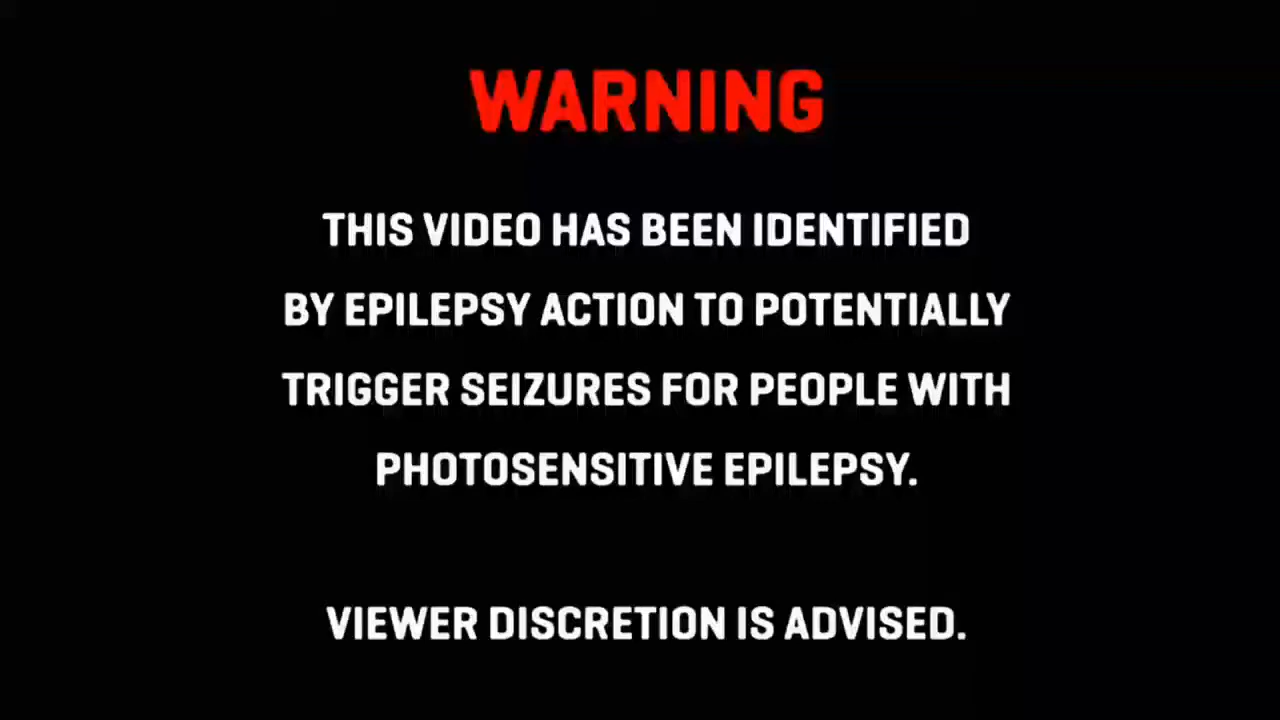 WARNING
THIS VIDEO HAS BEEN IDENTIFIED
BY EPILEPSY ACTION TO POTENTIALLY
TRIGGER SEIZURES FOR PEOPLE WITH
PHOTOSENSITIVE EPILEPSY.
VIEWER DISCRETION IS ADVISED.